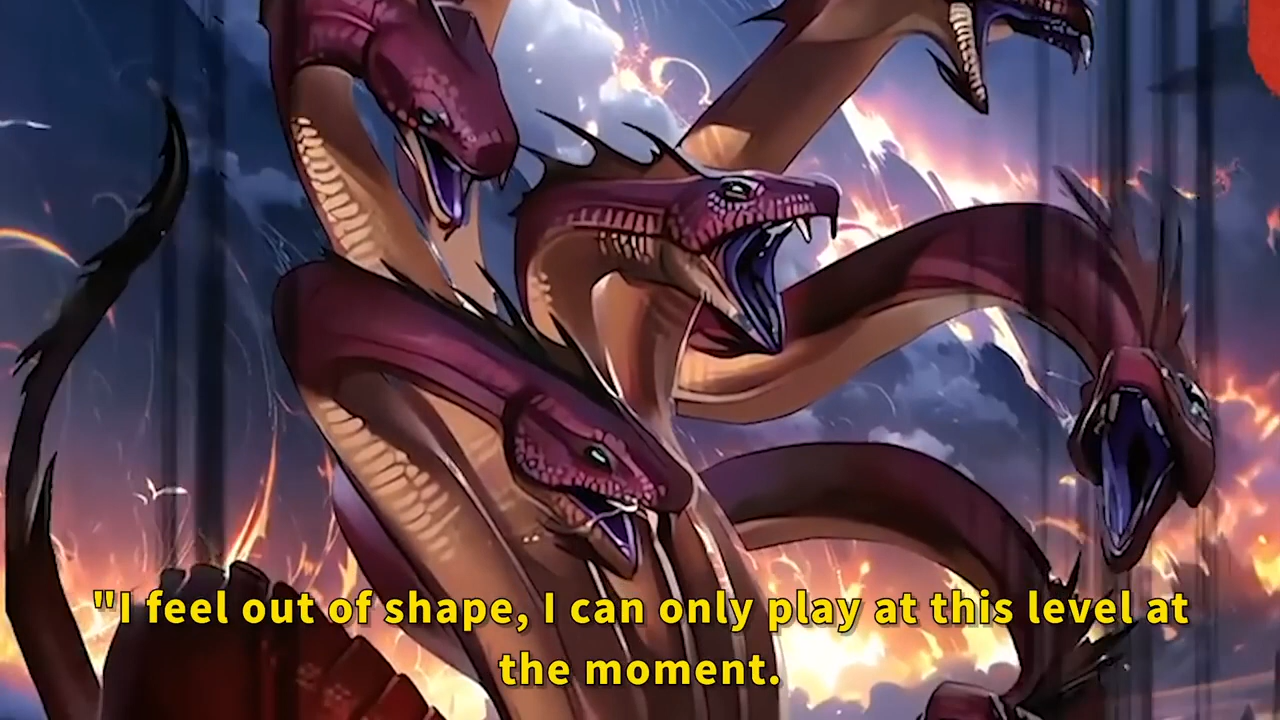 "I feel out of shape, I can only play at this level at
the moment.